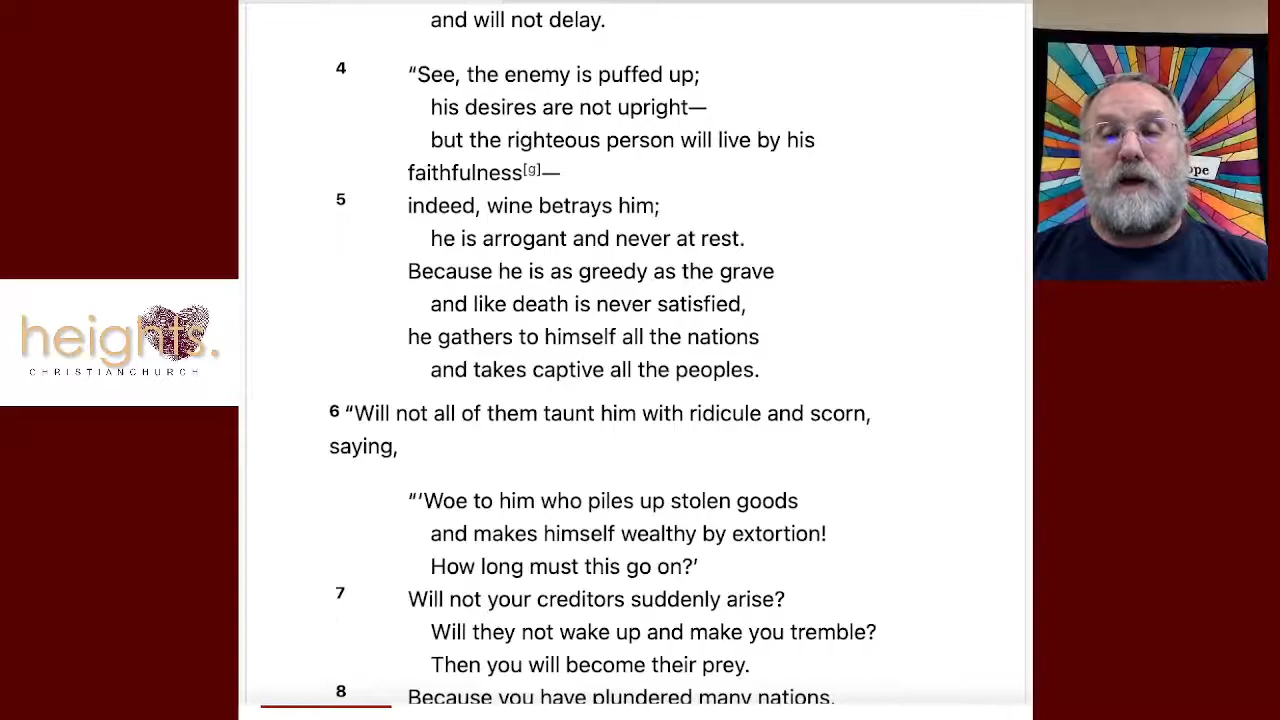 and will not delay.
4 “See, the enemy is puffed up;
his desires are not upright—
but the righteous person will live by his
faithfulness[g]—
5 indeed, wine betrays him;
he is arrogant and never at rest.
Because he is as greedy as the grave
and like death is never satisfied,
he gathers to himself all the nations
and takes captive all the peoples.
6 “Will not all of them taunt him with ridicule and scorn,
saying,
“‘Woe to him who piles up stolen goods
and makes himself wealthy by extortion!
How long must this go on?’
7 Will not your creditors suddenly arise?
Will they not wake up and make you tremble?
Then you will become their prey.
8 Because you have plundered many nations,
heights.
CHRISTIANCHURCH
ope